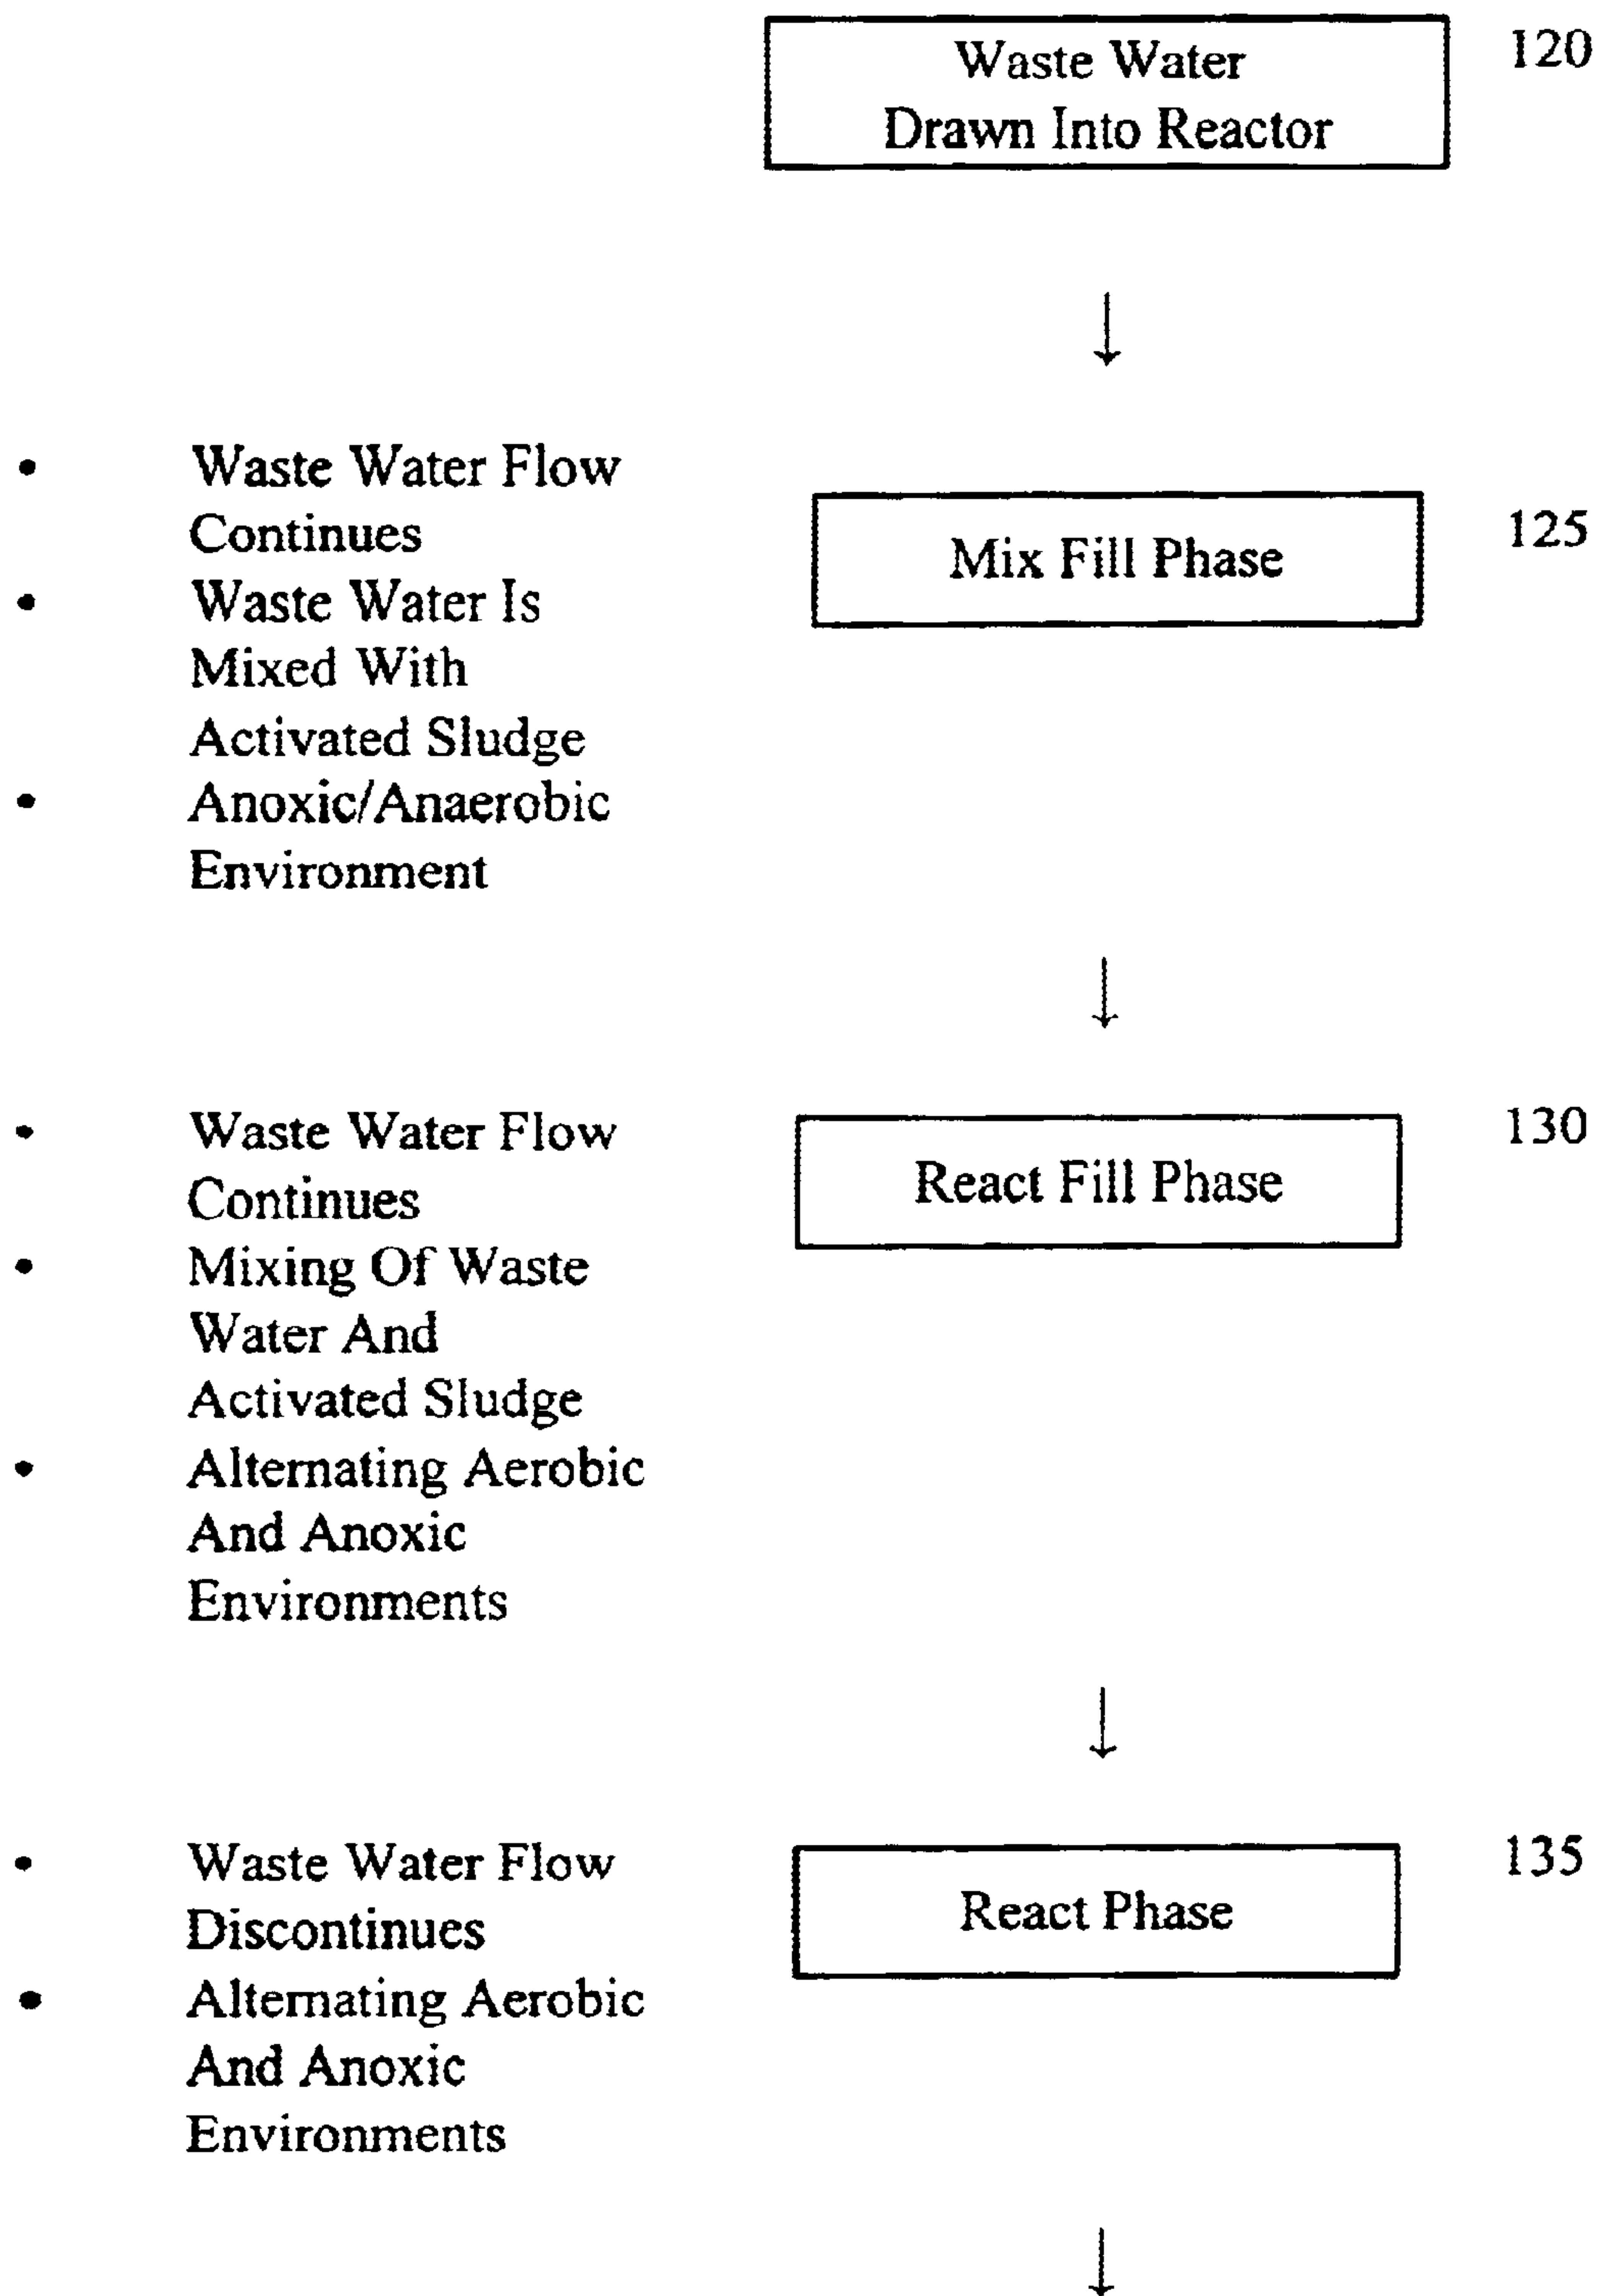 Waste Water
Drawn Into Reactor
120
• Waste Water Flow
Continues
• Waste Water Is
Mixed With
Activated Sludge
• Anoxic/Anaerobic
Environment
Mix Fill Phase
125
• Waste Water Flow
Continues
• Mixing Of Waste
Water And
Activated Sludge
• Alternating Aerobic
And Anoxic
Environments
React Fill Phase
130
• Waste Water Flow
Discontinues
• Alternating Aerobic
And Anoxic
Environments
React Phase
135